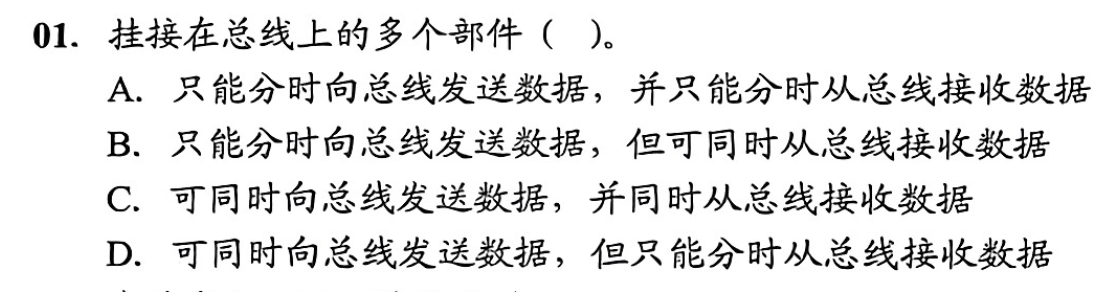 01. 挂接在总线上的多个部件（ ）。
A. 只能分时向总线发送数据，并只能分时从总线接收数据
B. 只能分时向总线发送数据，但可同时从总线接收数据
C. 可同时向总线发送数据，并同时从总线接收数据
D. 可同时向总线发送数据，但只能分时从总线接收数据